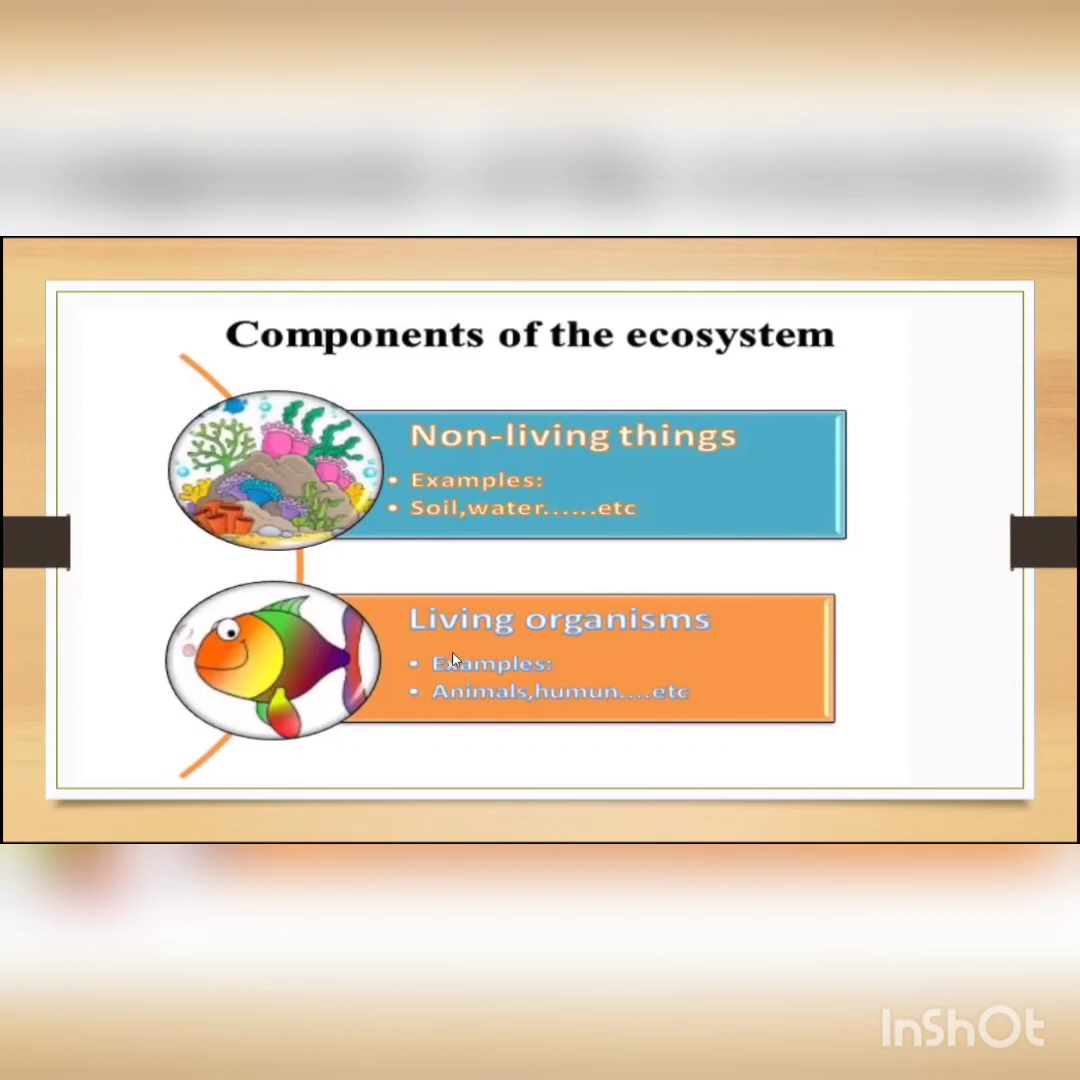 Components of the ecosystem
Non-living things
• Examples:
• Soil,water......etc
Living organisms
• Examples:
• Animals,humun....etc
InShOt